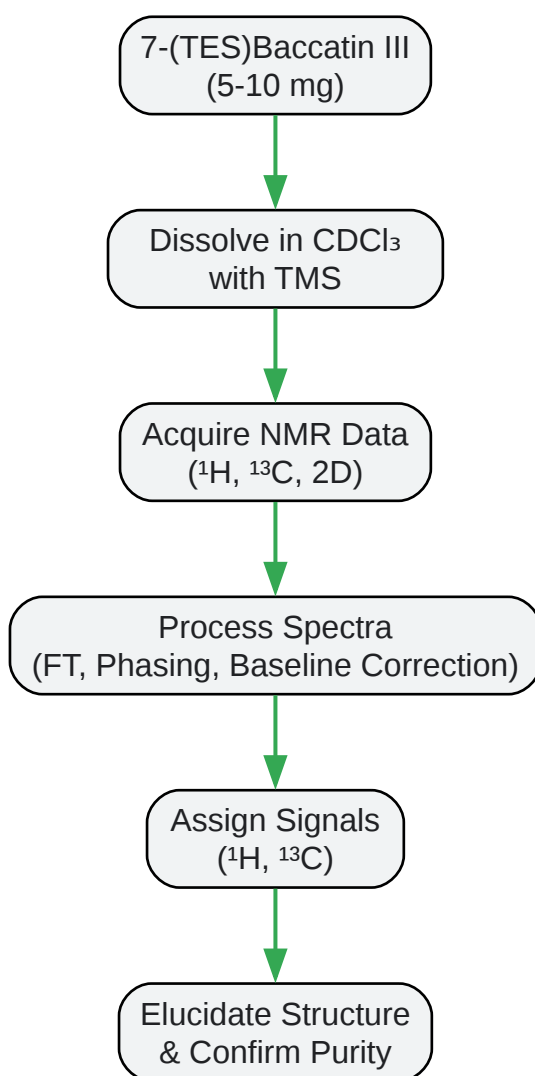 7-(TES)Baccatin III
(5-10 mg)
Dissolve in CDCl₃
with TMS
Acquire NMR Data
(¹H, ¹³C, 2D)
Process Spectra
(FT, Phasing, Baseline Correction)
Assign Signals
(¹H, ¹³C)
Elucidate Structure
& Confirm Purity